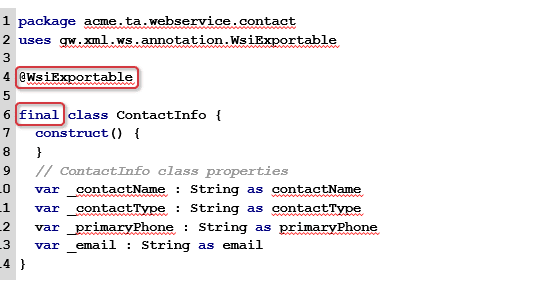 1 package acme.ta.webservice.contact
2 uses gw.xml.ws.annotation.WsiExportable
3
4 @WsiExportable
5
6 final class ContactInfo {
7 construct() {
8 }
9 // ContactInfo class properties
0 var _contactName : String as contactName
1 var _contactType : String as contactType
2 var _primaryPhone : String as primaryPhone
3 var _email : String as email
4 }